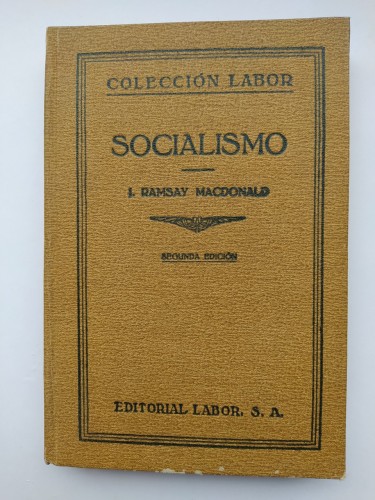 COLECCIÓN LABOR
SOCIALISMO
J. RAMSAY MACDONALD
SEGUNDA EDICIÓN
EDITORIAL LABOR, S. A.